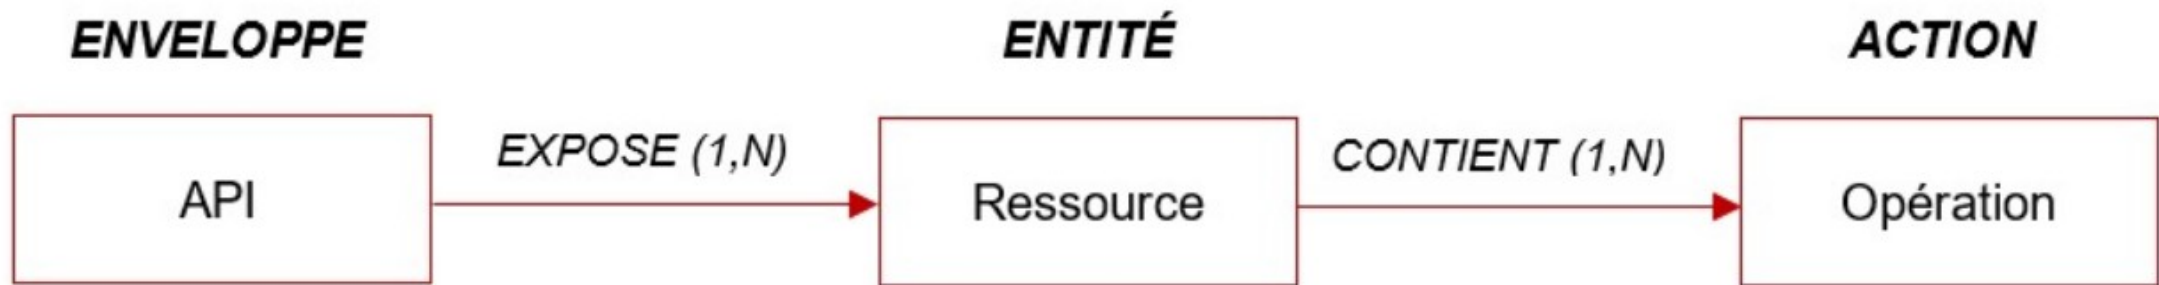 ENVELOPPE
ENTITÉ
ACTION
API
EXPOSE (1,N)
Ressource
CONTIENT (1,N)
Opération